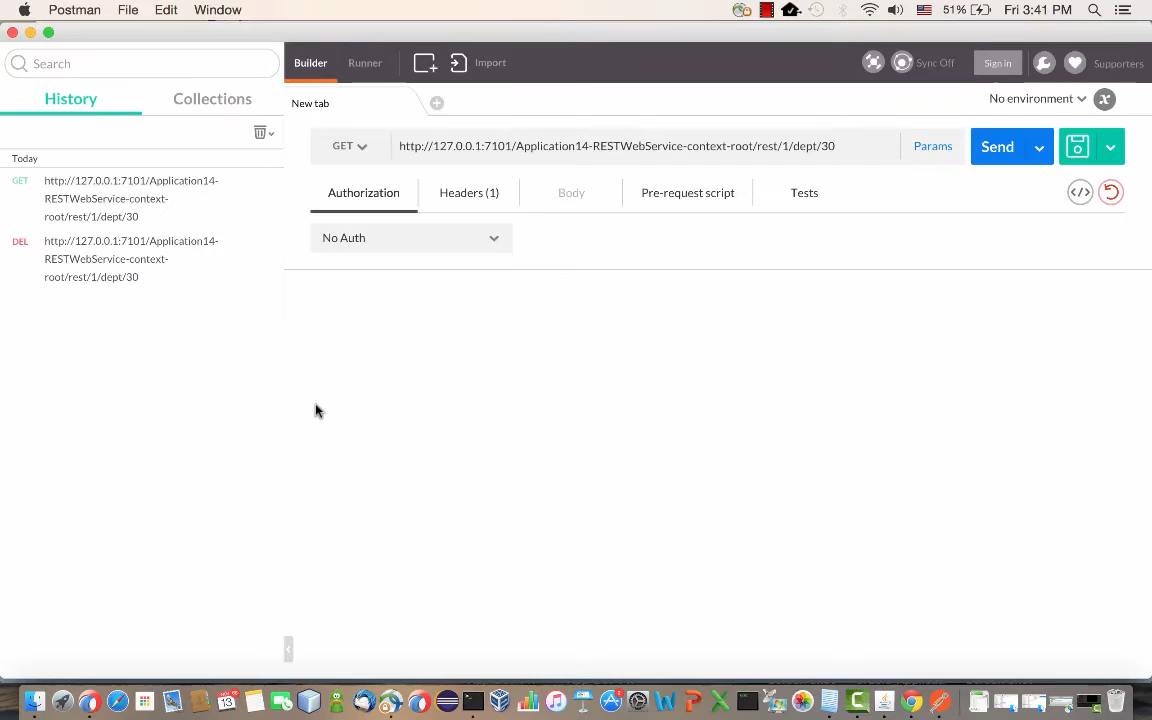 Postman File Edit Window 51% Fri 3:41 PM
Search
Builder Runner Import Sync Off Sign in Supporters
History Collections
New tab No environment x
Today
GET http://127.0.0.1:7101/Application14-
RESTWebService-context-
root/rest/1/dept/30
DEL http://127.0.0.1:7101/Application14-
RESTWebService-context-
root/rest/1/dept/30
GET http://127.0.0.1:7101/Application14-RESTWebService-context-root/rest/1/dept/30 Params Send
Authorization Headers (1) Body Pre-request script Tests </>
No Auth